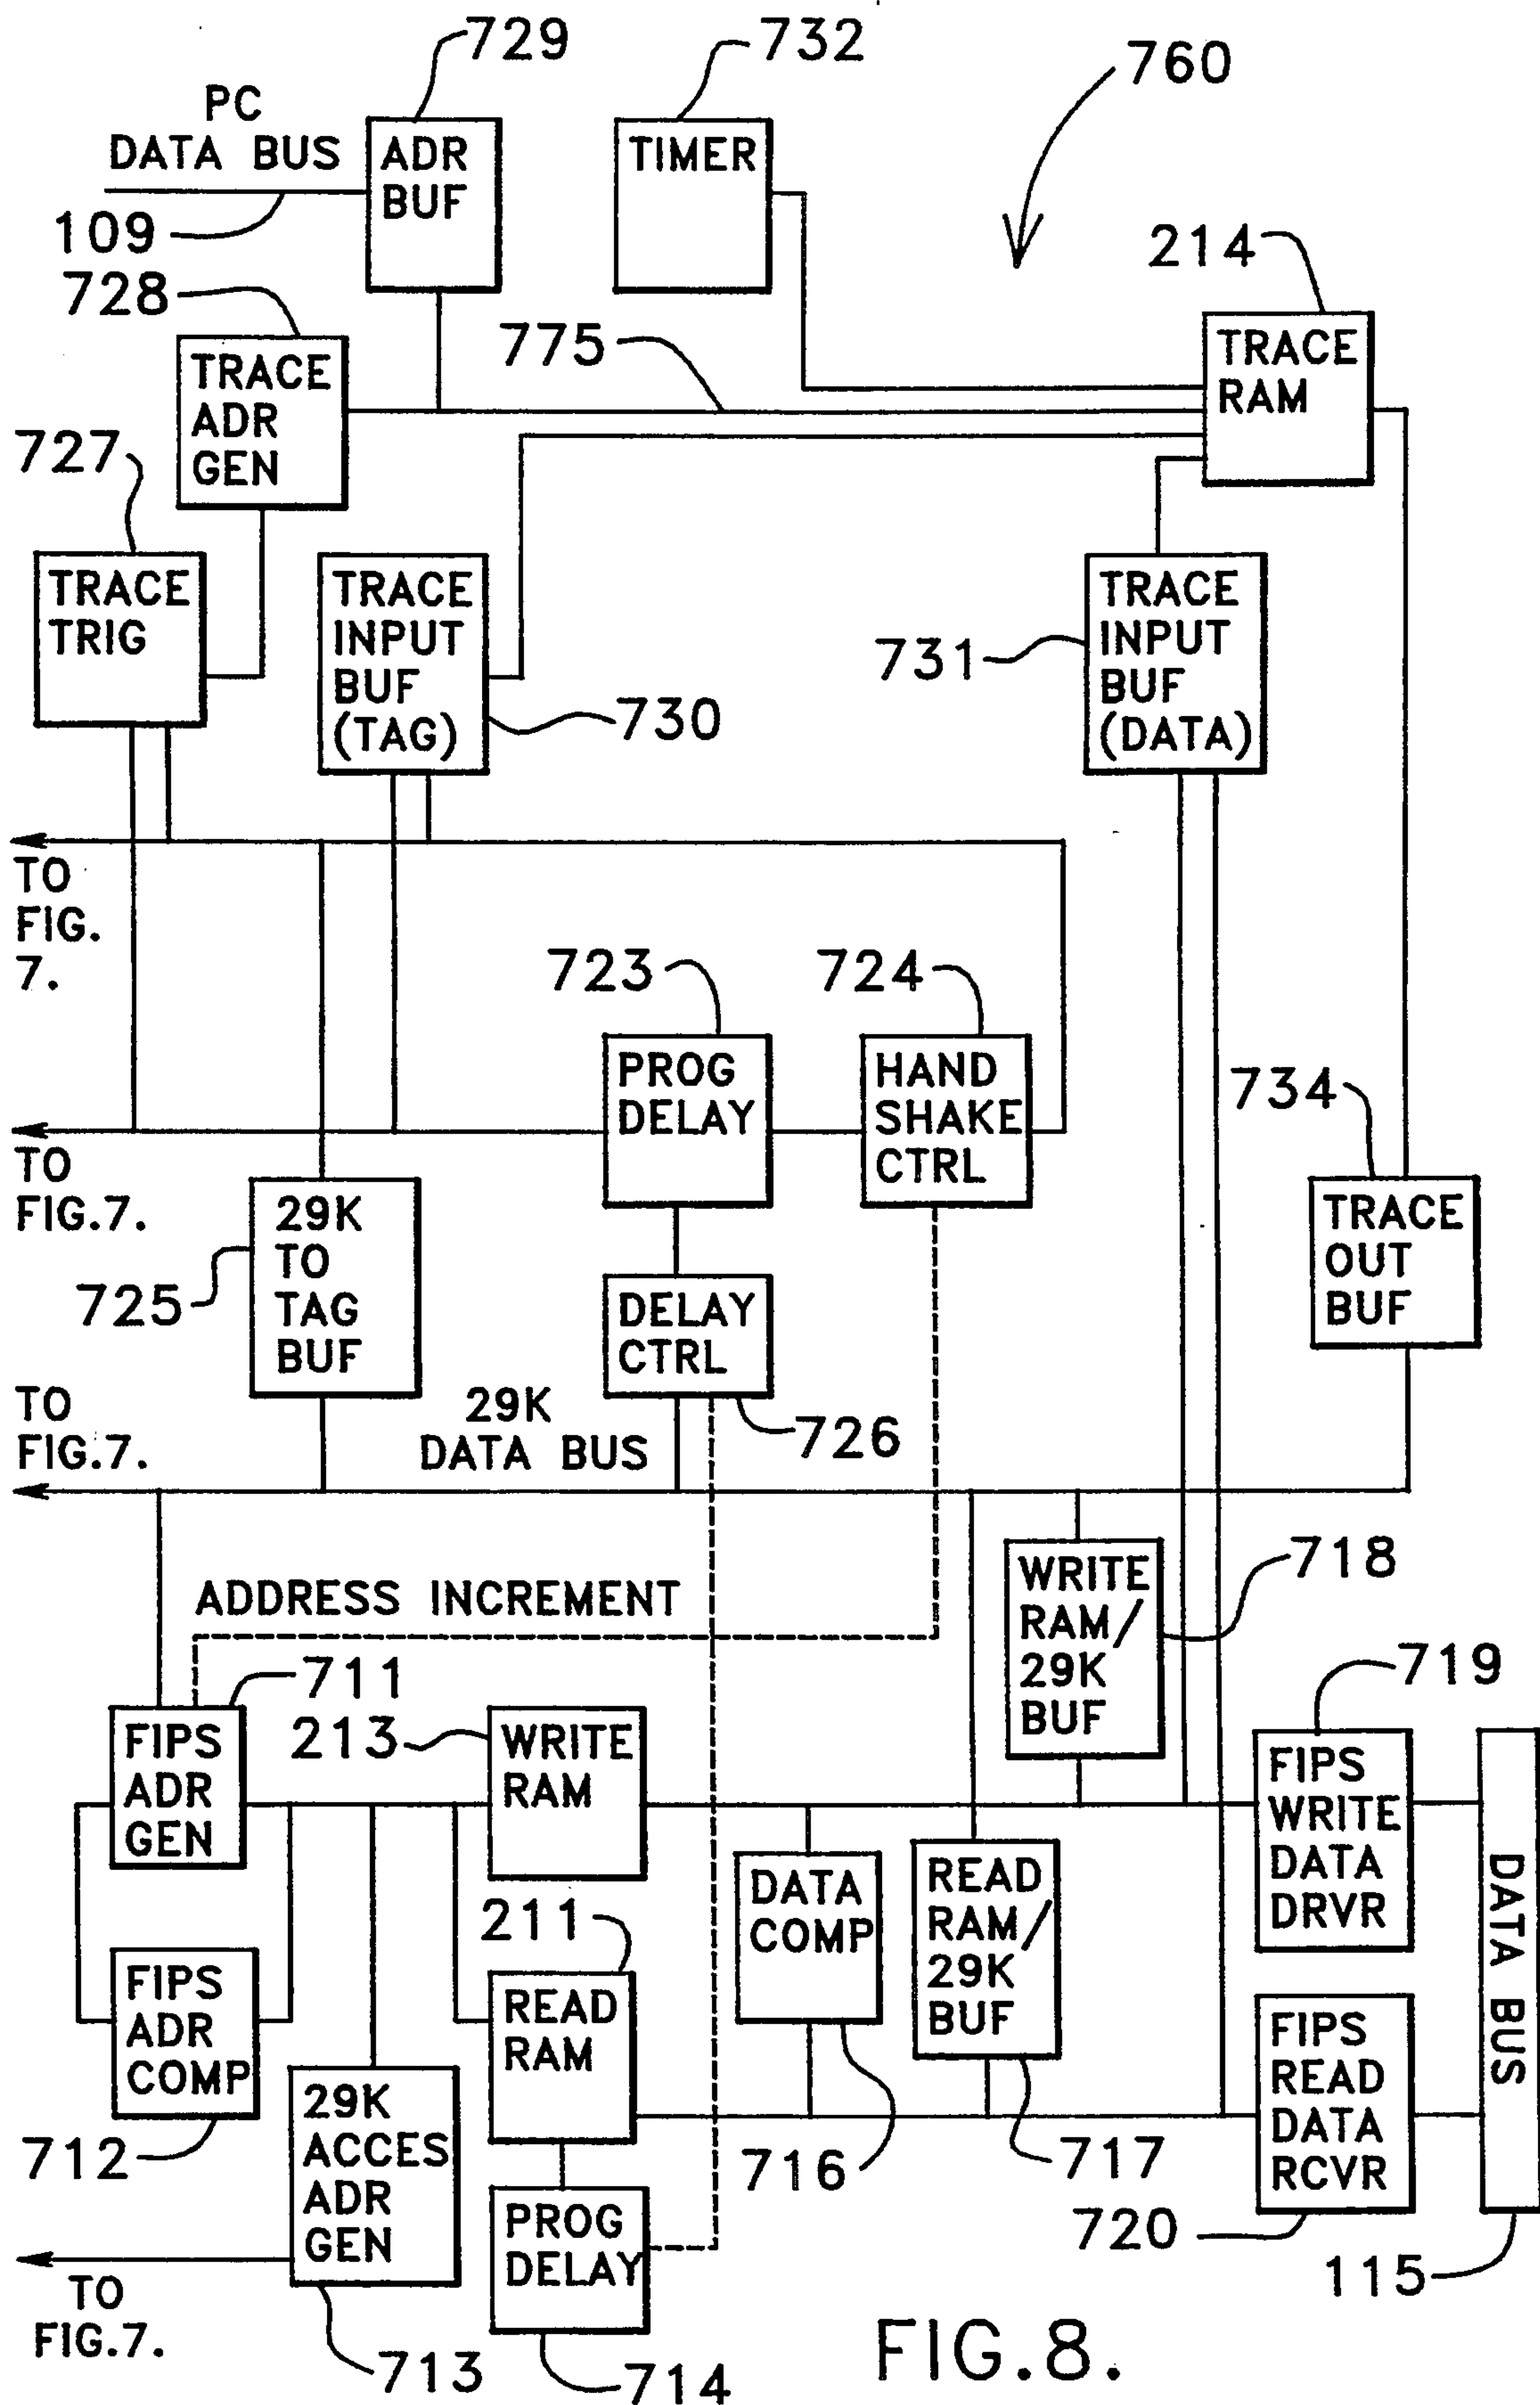 729
732
760
PC
DATA BUS
109
ADR
BUF
TIMER
214
728
775
TRACE
ADR
GEN
TRACE
RAM
727
TRACE
TRIG
TRACE
INPUT
BUF
(TAG)
730
731
TRACE
INPUT
BUF
(DATA)
TO
FIG.
7.
723
724
PROG
DELAY
HAND
SHAKE
CTRL
734
TO
FIG.7.
725
29K
TO
TAG
BUF
DELAY
CTRL
726
TRACE
OUT
BUF
TO
FIG.7.
29K
DATA BUS
ADDRESS INCREMENT
WRITE
RAM/
29K
BUF
718
711
213
719
FIPS
ADR
GEN
WRITE
RAM
FIPS
WRITE
DATA
DRVR
DATA BUS
211
DATA
COMP
READ
RAM/
29K
BUF
FIPS
ADR
COMP
READ
RAM
FIPS
READ
DATA
RCVR
712
29K
ACCES
ADR
GEN
716
717
720
PROG
DELAY
115
TO
FIG.7.
713
714
FIG.8.